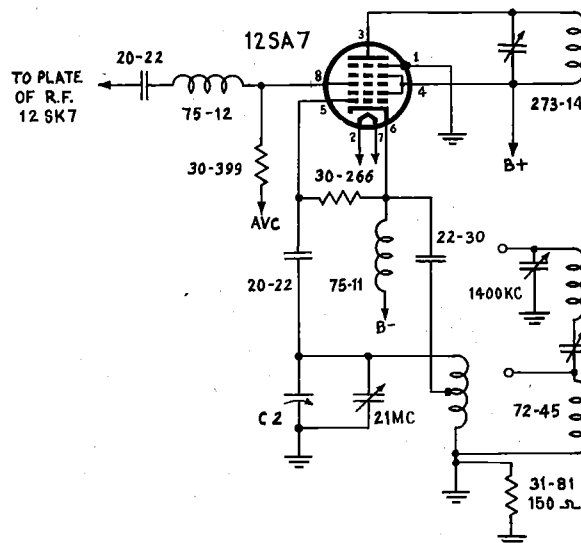 12SA7
3
1
20-22
TO PLATE
OF R.F.
12 SK7
75-12
8
4
5
6
2
7
273-14
B+
30-399
30-266
AVC
22-30
20-22
75-11
1400KC
B-
C2
21MC
72-45
31-81
150 Ω